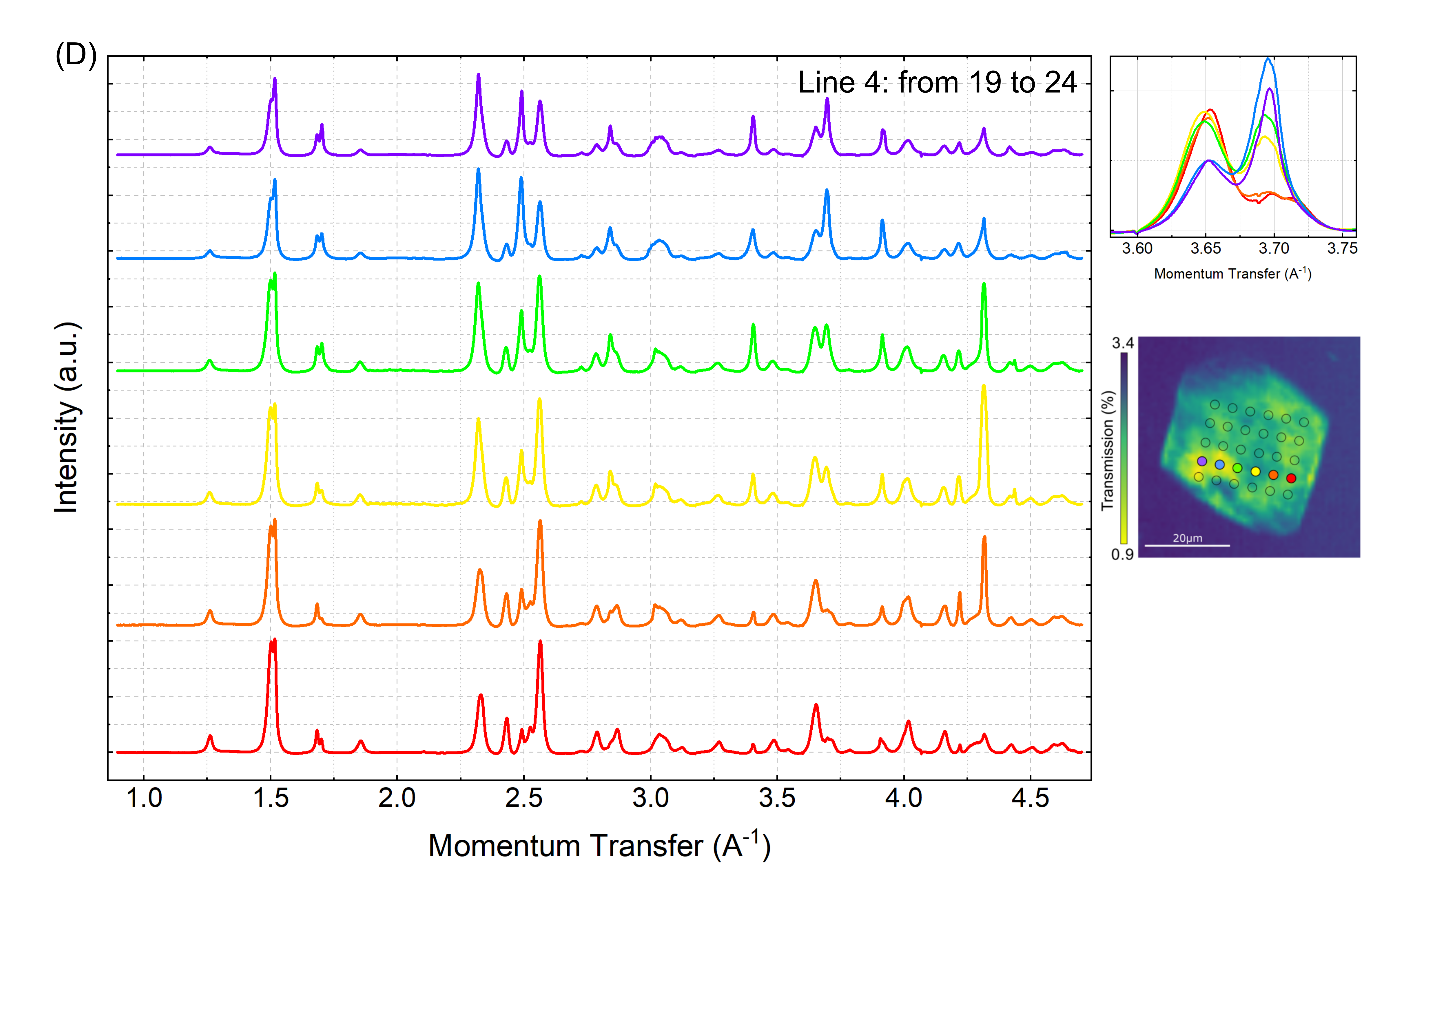 (D)
Line 4: from 19 to 24
Intensity (a.u.)
1.0 1.5 2.0 2.5 3.0 3.5 4.0 4.5
Momentum Transfer (A-1)
3.60 3.65 3.70 3.75
Momentum Transfer (A-1)
3.4
Transmission (%)
0.9
20µm